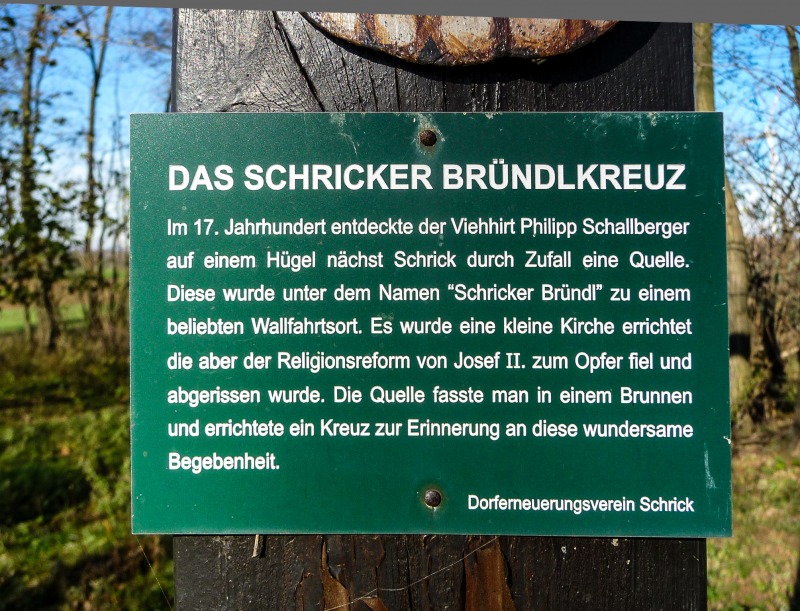 DAS SCHRICKER BRÜNDLKREUZ
Im 17. Jahrhundert entdeckte der Viehhirt Philipp Schallberger
auf einem Hügel nächst Schrick durch Zufall eine Quelle.
Diese wurde unter dem Namen “Schricker Bründl” zu einem
beliebten Wallfahrtsort. Es wurde eine kleine Kirche errichtet
die aber der Religionsreform von Josef II. zum Opfer fiel und
abgerissen wurde. Die Quelle fasste man in einem Brunnen
und errichtete ein Kreuz zur Erinnerung an diese wundersame
Begebenheit.
Dorferneuerungsverein Schrick